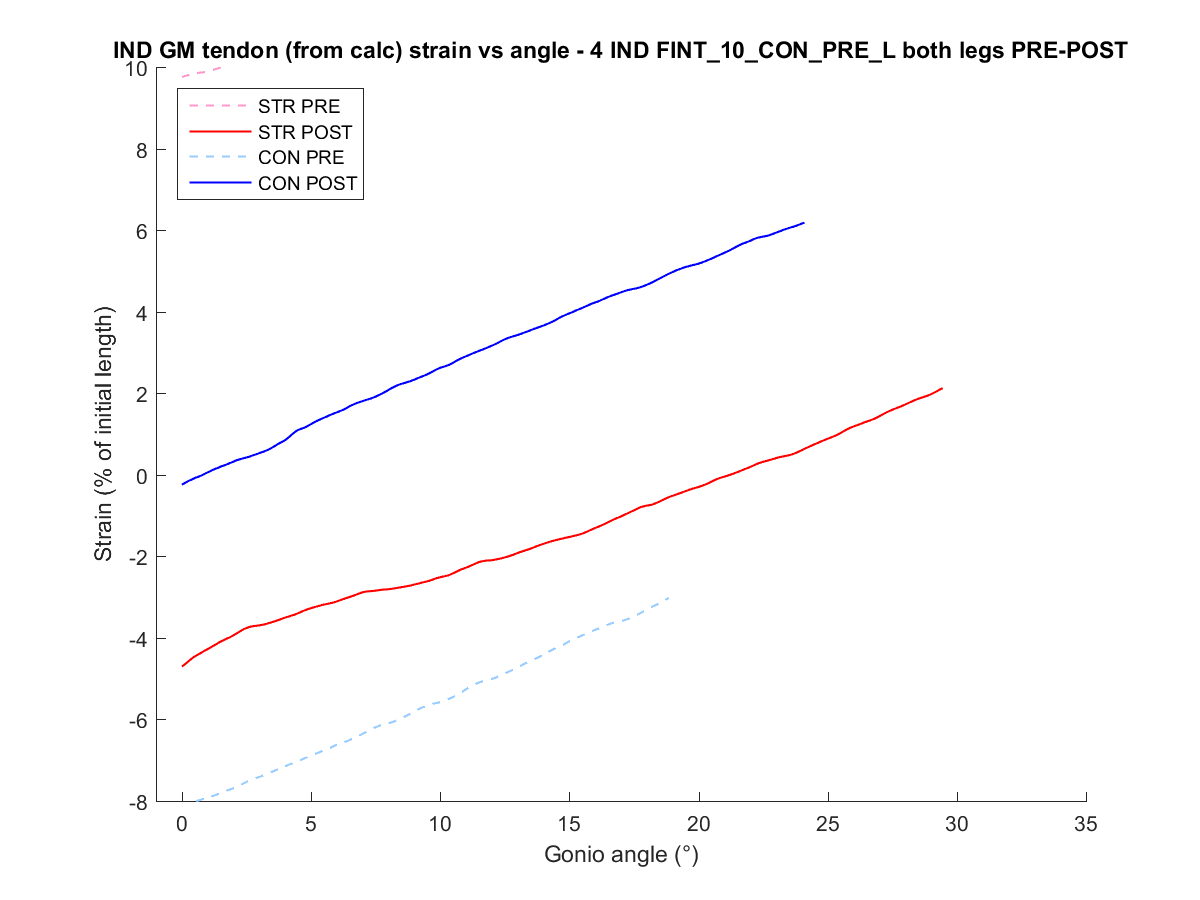 IND GM tendon (from calc) strain vs angle - 4 IND FINT_10_CON_PRE_L both legs PRE-POST
10
8
6
4
2
0
-2
-4
-6
-8
Strain (% of initial length)
STR PRE
STR POST
CON PRE
CON POST
0 5 10 15 20 25 30 35
Gonio angle (°)